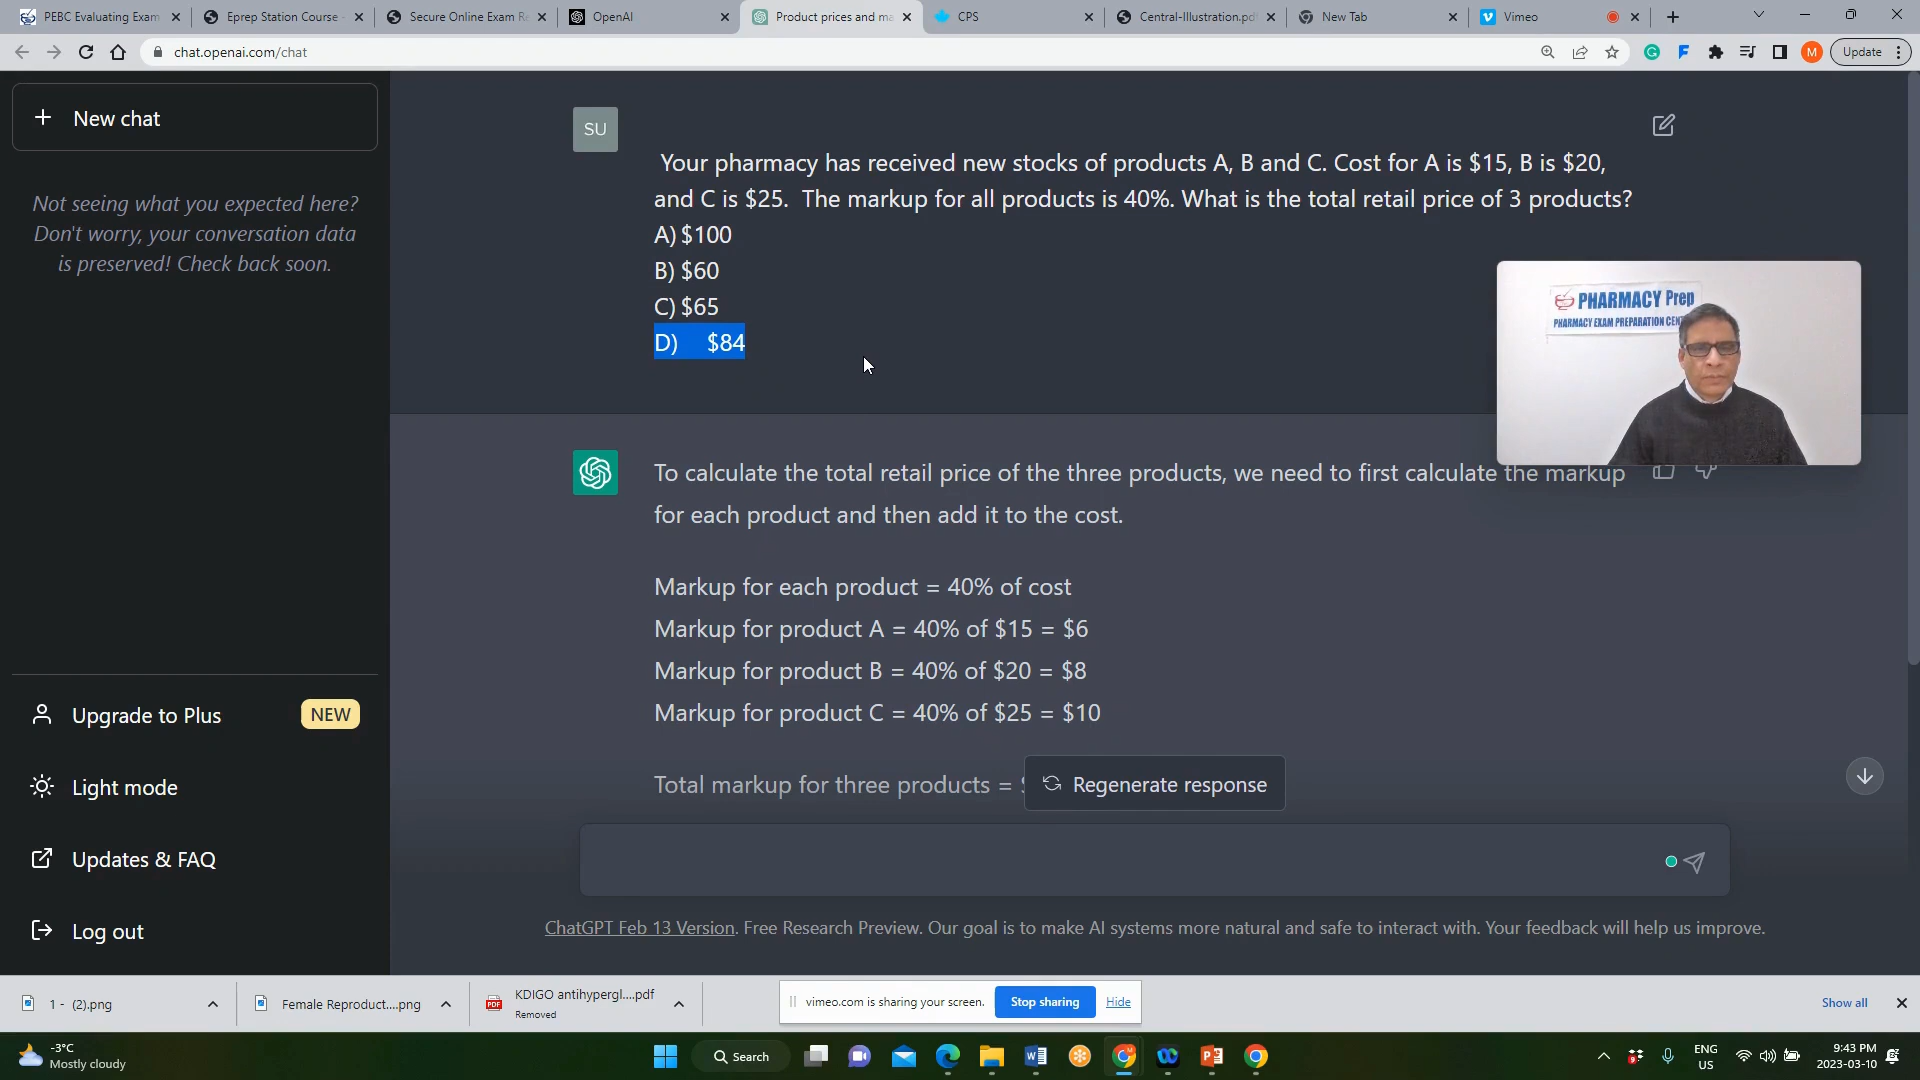 PEBC Evaluating Exam
Eprep Station Course
Secure Online Exam R
OpenAI
Product prices and ma
CPS
Central-Illustration.pdf
New Tab
Vimeo
chat.openai.com/chat
M
Update
+ New chat
Not seeing what you expected here?
Don't worry, your conversation data
is preserved! Check back soon.
SU
Your pharmacy has received new stocks of products A, B and C. Cost for A is $15, B is $20,
and C is $25. The markup for all products is 40%. What is the total retail price of 3 products?
A) $100
B) $60
C) $65
D) $84
PHARMACY Prep
PHARMACY EXAM PREPARATION CEN
To calculate the total retail price of the three products, we need to first calculate the markup
for each product and then add it to the cost.
Markup for each product = 40% of cost
Markup for product A = 40% of $15 = $6
Markup for product B = 40% of $20 = $8
Markup for product C = 40% of $25 = $10
Total markup for three products =
Regenerate response
Upgrade to Plus
NEW
Light mode
Updates & FAQ
Log out
ChatGPT Feb 13 Version. Free Research Preview. Our goal is to make AI systems more natural and safe to interact with. Your feedback will help us improve.
1 - (2).png
Female Reproduct....png
PDF
KDIGO antihypergl....pdf
Removed
vimeo.com is sharing your screen.
Stop sharing
Hide
Show all
-3°C
Mostly cloudy
Search
ENG
US
9:43 PM
2023-03-10